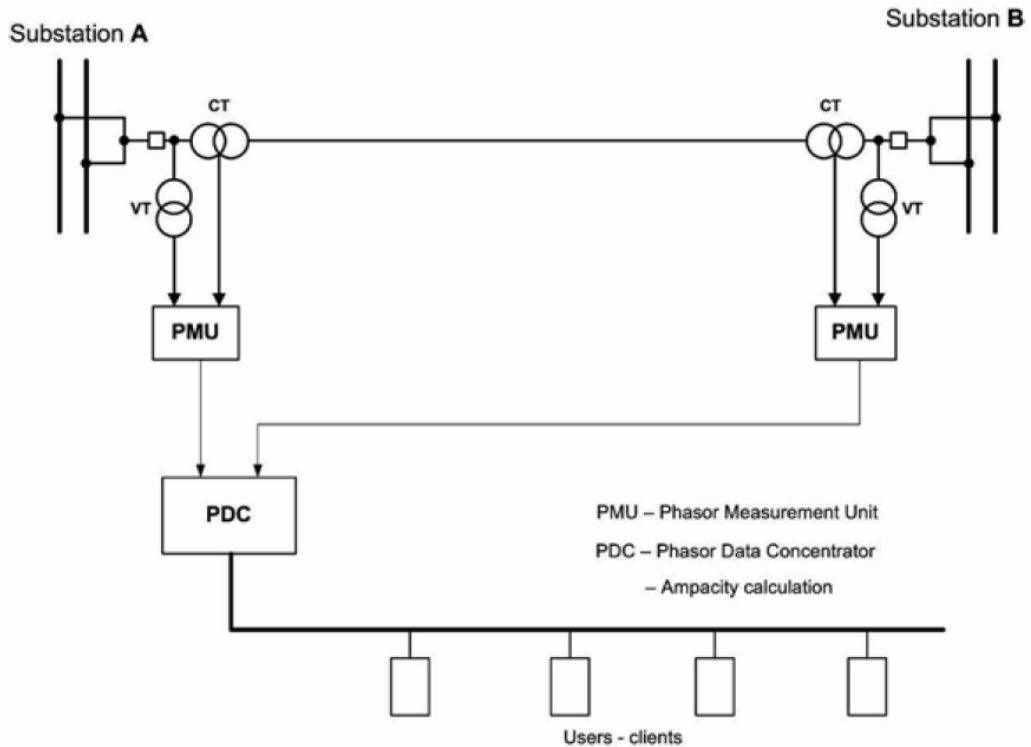 Substation A
Substation B
CT
CT
VT
VT
PMU
PMU
PDC
PMU – Phasor Measurement Unit
PDC – Phasor Data Concentrator
– Ampacity calculation
Users - clients